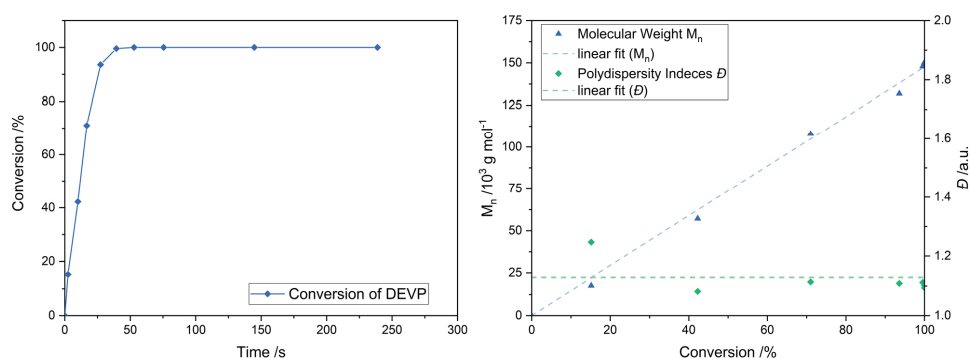 100
80
60
40
20
0
Conversion /%
0 50 100 150 200 250 300
Time /s
Conversion of DEVP
175
150
125
100
75
50
25
0
Mₙ /10³ g mol⁻¹
Molecular Weight Mₙ
linear fit (Mₙ)
Polydispersity Indeces Đ
linear fit (Đ)
0 20 40 60 80 100
Conversion /%
2.0
1.8
1.6
1.4
1.2
1.0
Đ /a.u.